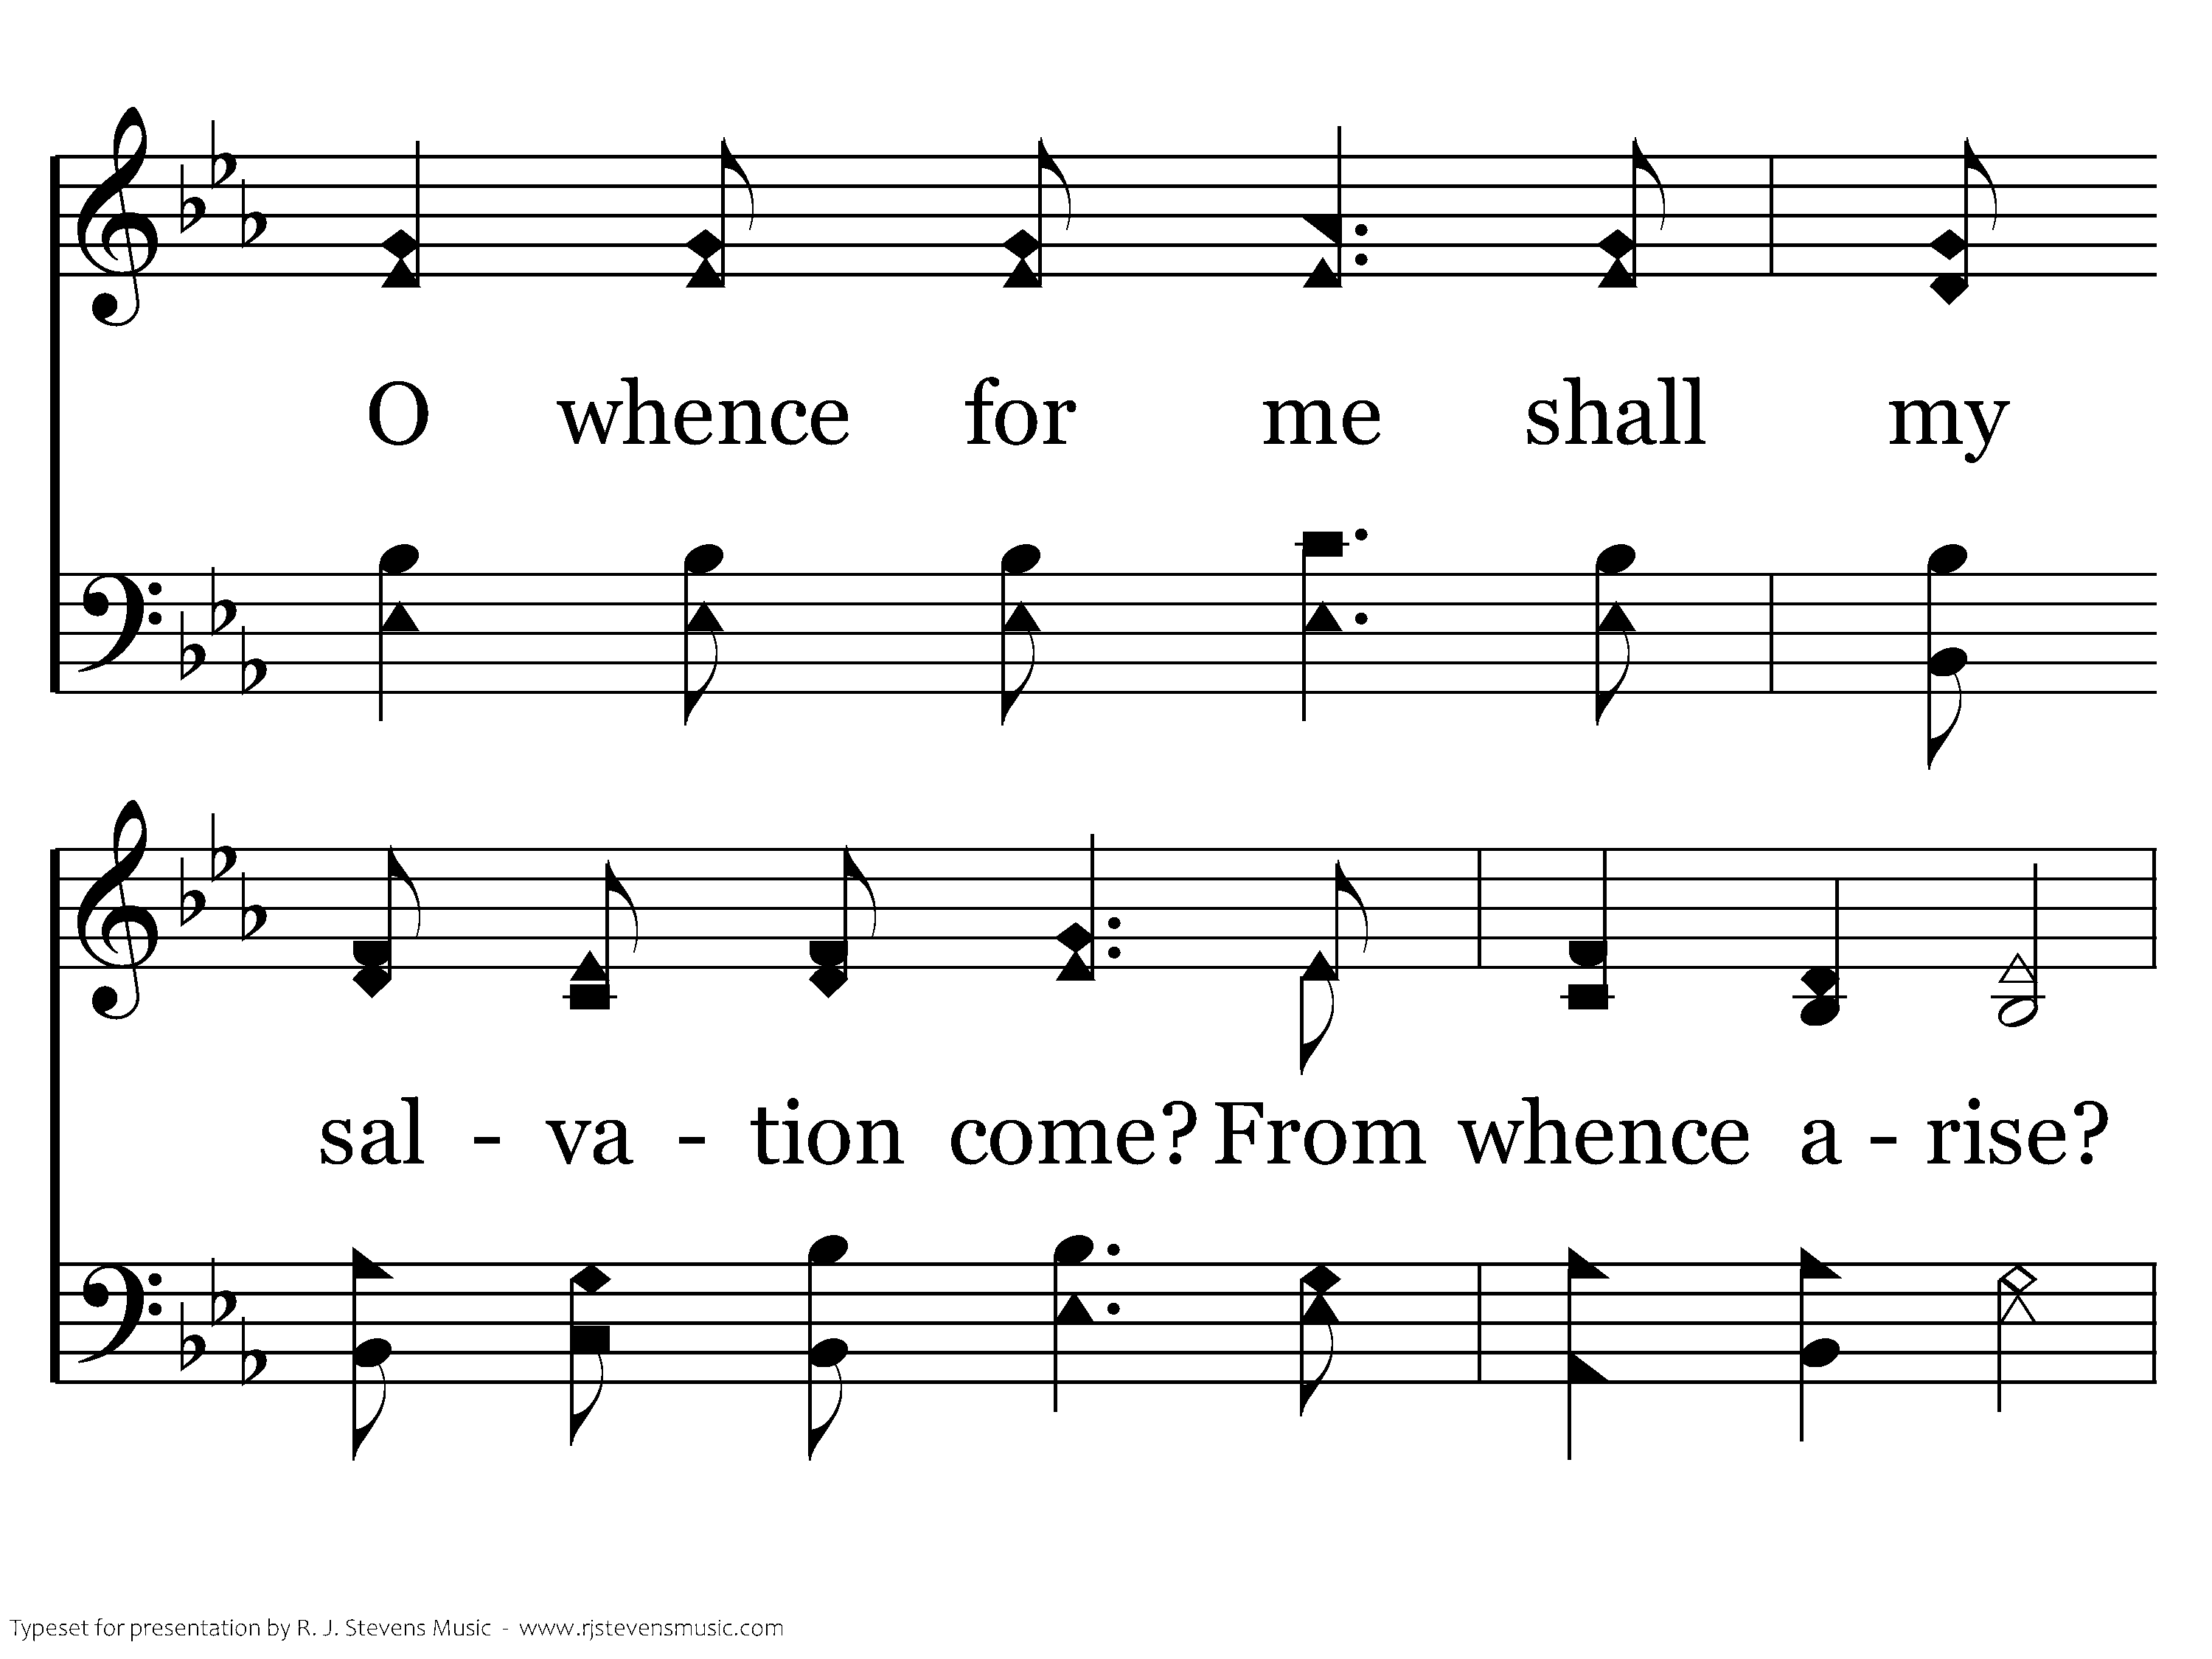 O whence for me shall my
sal - va - tion come? From whence a - rise?
Typeset for presentation by R. J. Stevens Music - www.rjstevensmusic.com